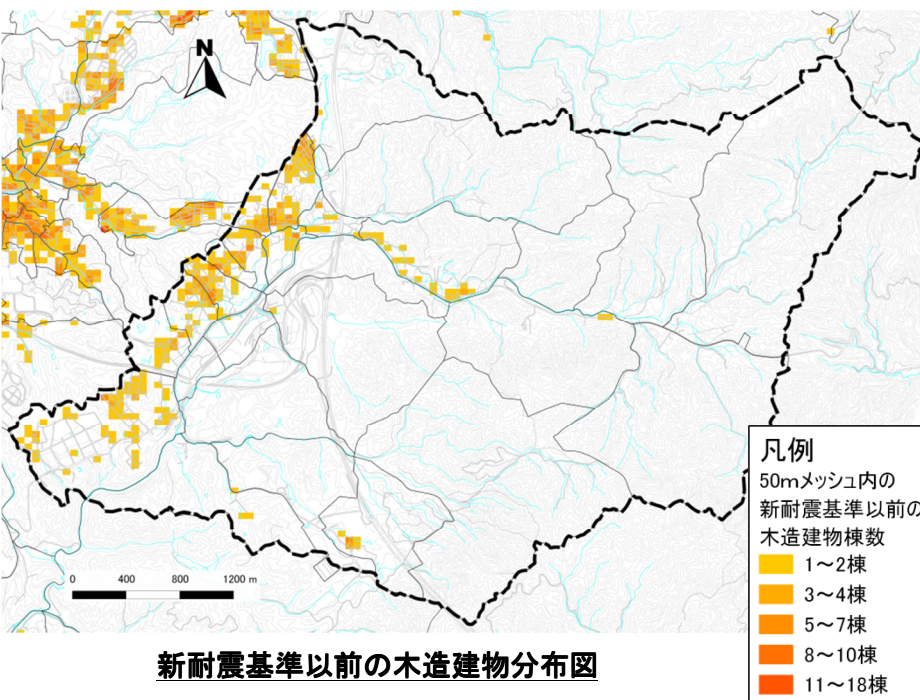 N
0 400 800 1200 m
凡例
50mメッシュ内の
新耐震基準以前の
木造建物棟数
1～2棟
3～4棟
5～7棟
8～10棟
11～18棟
新耐震基準以前の木造建物分布図